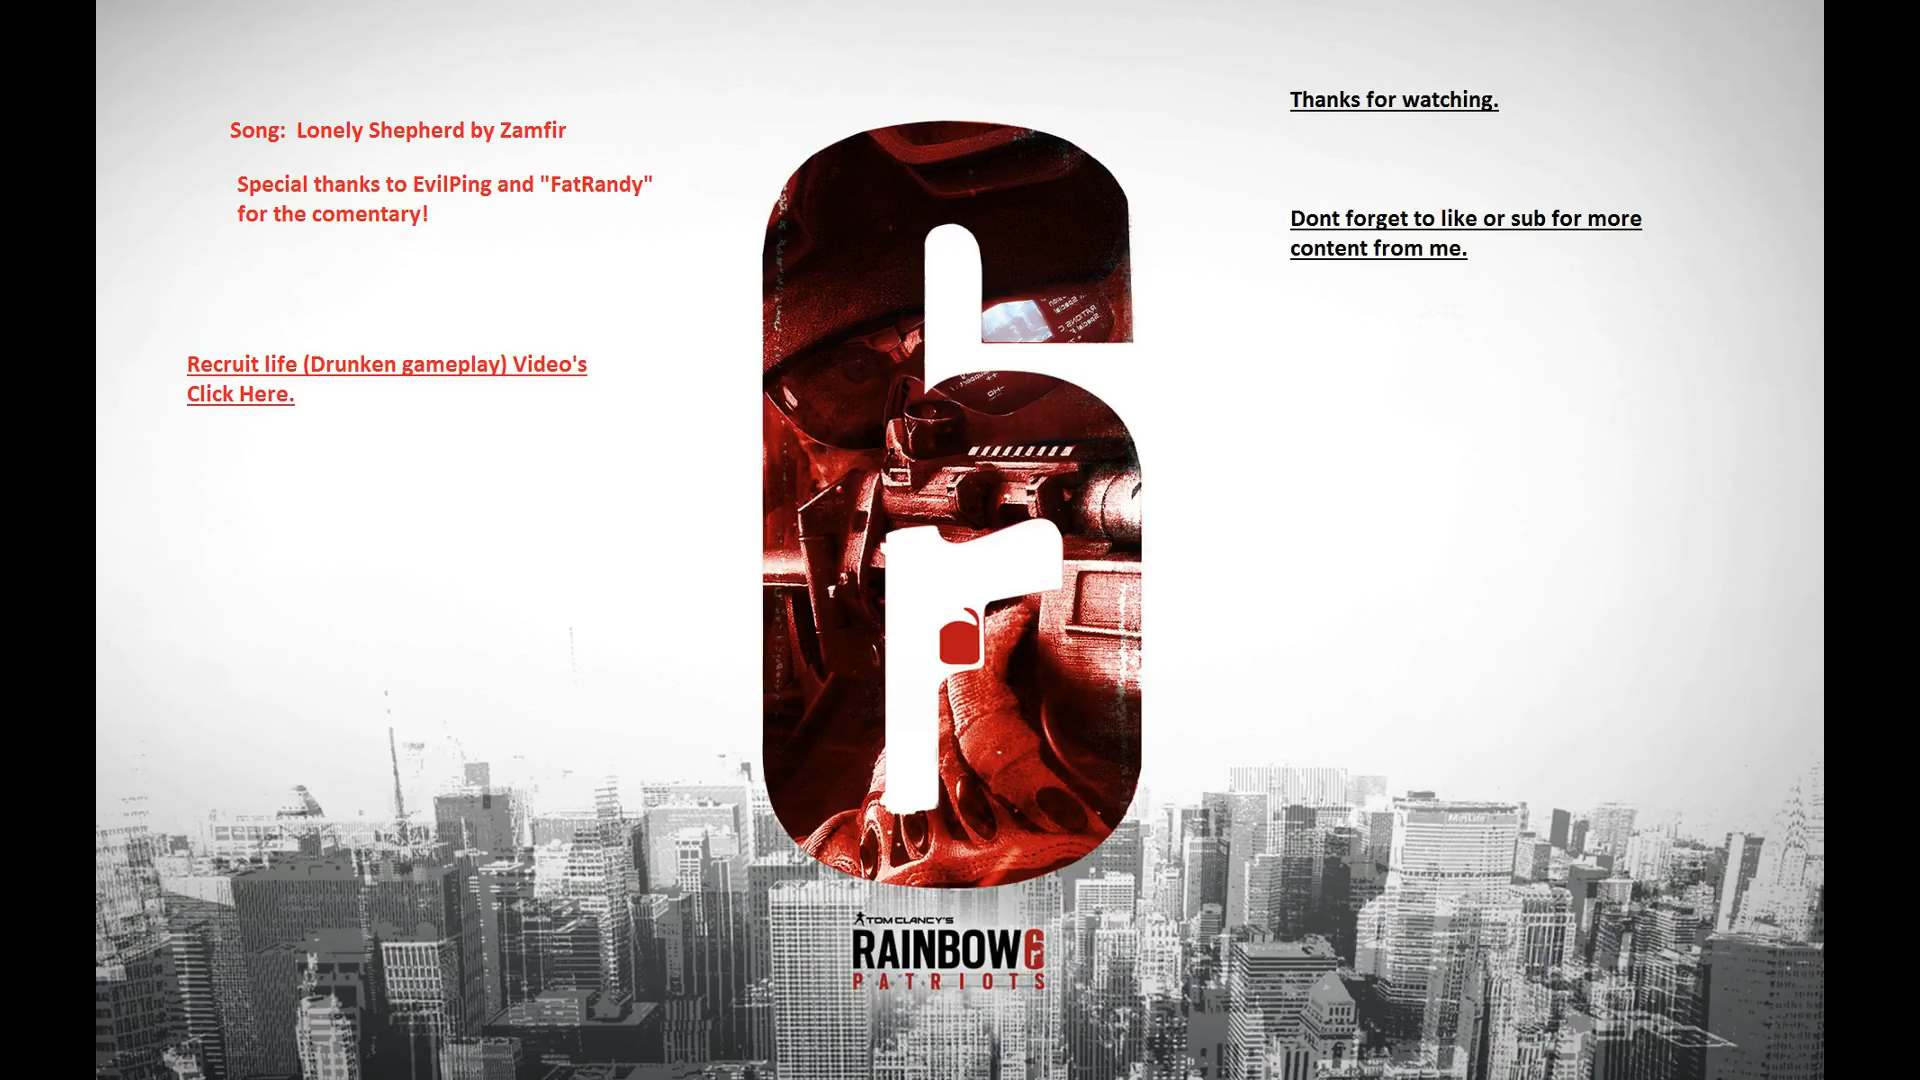 Song:  Lonely Shepherd by Zamfir
Special thanks to EvilPing and "FatRandy"
for the comentary!
Recruit life (Drunken gameplay) Video's
Click Here.
Thanks for watching.
Dont forget to like or sub for more
content from me.
MetLife
TOM CLANCY'S
RAINBOW6
PATRIOTS